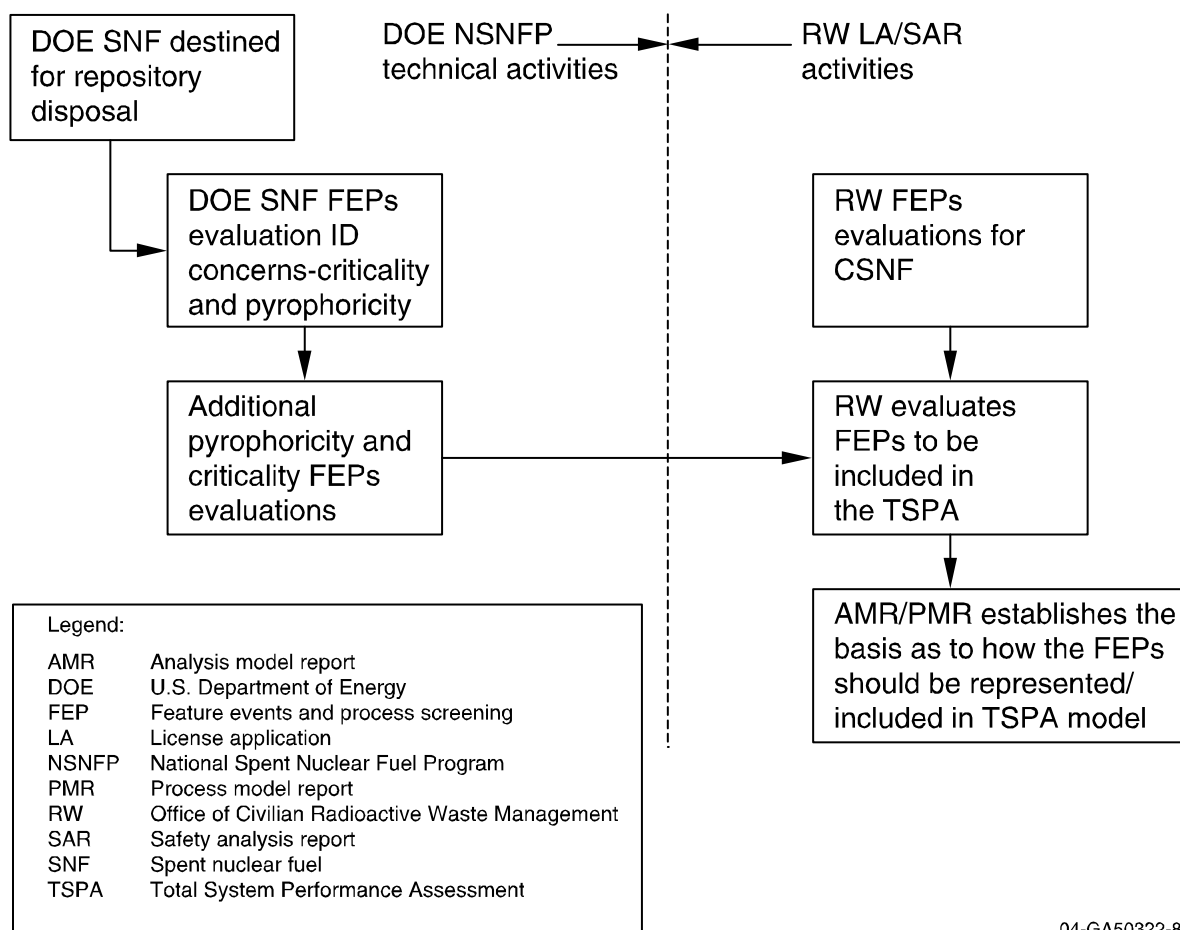 DOE SNF destined
for repository
disposal
DOE NSNFP
technical activities
RW LA/SAR
activities
DOE SNF FEPs
evaluation ID
concerns-criticality
and pyrophoricity
RW FEPs
evaluations for
CSNF
Additional
pyrophoricity and
criticality FEPs
evaluations
RW evaluates
FEPs to be
included in
the TSPA
AMR/PMR establishes the
basis as to how the FEPs
should be represented/
included in TSPA model
Legend:
AMR Analysis model report
DOE U.S. Department of Energy
FEP Feature events and process screening
LA License application
NSNFP National Spent Nuclear Fuel Program
PMR Process model report
RW Office of Civilian Radioactive Waste Management
SAR Safety analysis report
SNF Spent nuclear fuel
TSPA Total System Performance Assessment
04-GA50322-8